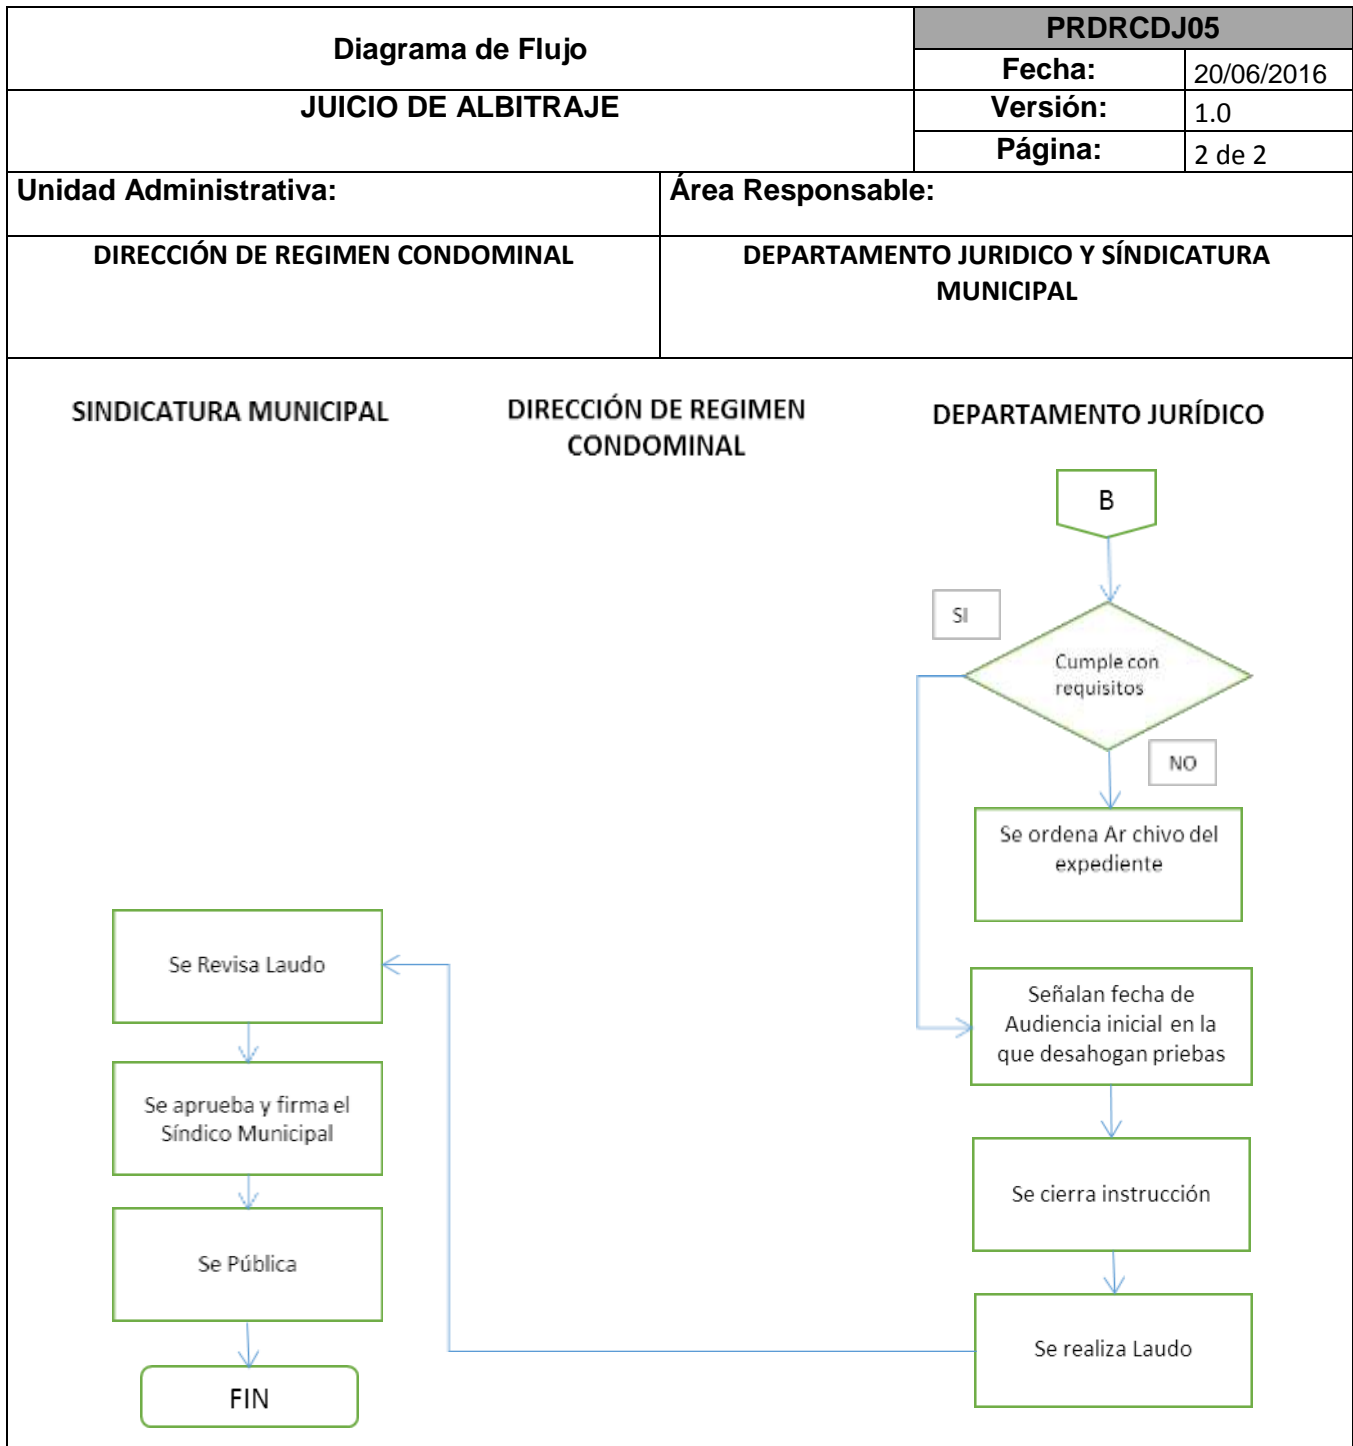 Diagrama de Flujo
PRDRCDJ05
Fecha:
20/06/2016
JUICIO DE ALBITRAJE
Versión:
1.0
Página:
2 de 2
Unidad Administrativa:
Área Responsable:
DIRECCIÓN DE REGIMEN CONDOMINAL
DEPARTAMENTO JURIDICO Y SÍNDICATURA
MUNICIPAL
SINDICATURA MUNICIPAL
DIRECCIÓN DE REGIMEN
CONDOMINAL
DEPARTAMENTO JURÍDICO
B
SI
Cumple con
requisitos
NO
Se ordena Ar chivo del
expediente
Señalan fecha de
Audiencia inicial en la
que desahogan priebas
Se cierra instrucción
Se realiza Laudo
Se Revisa Laudo
Se aprueba y firma el
Síndico Municipal
Se Pública
FIN